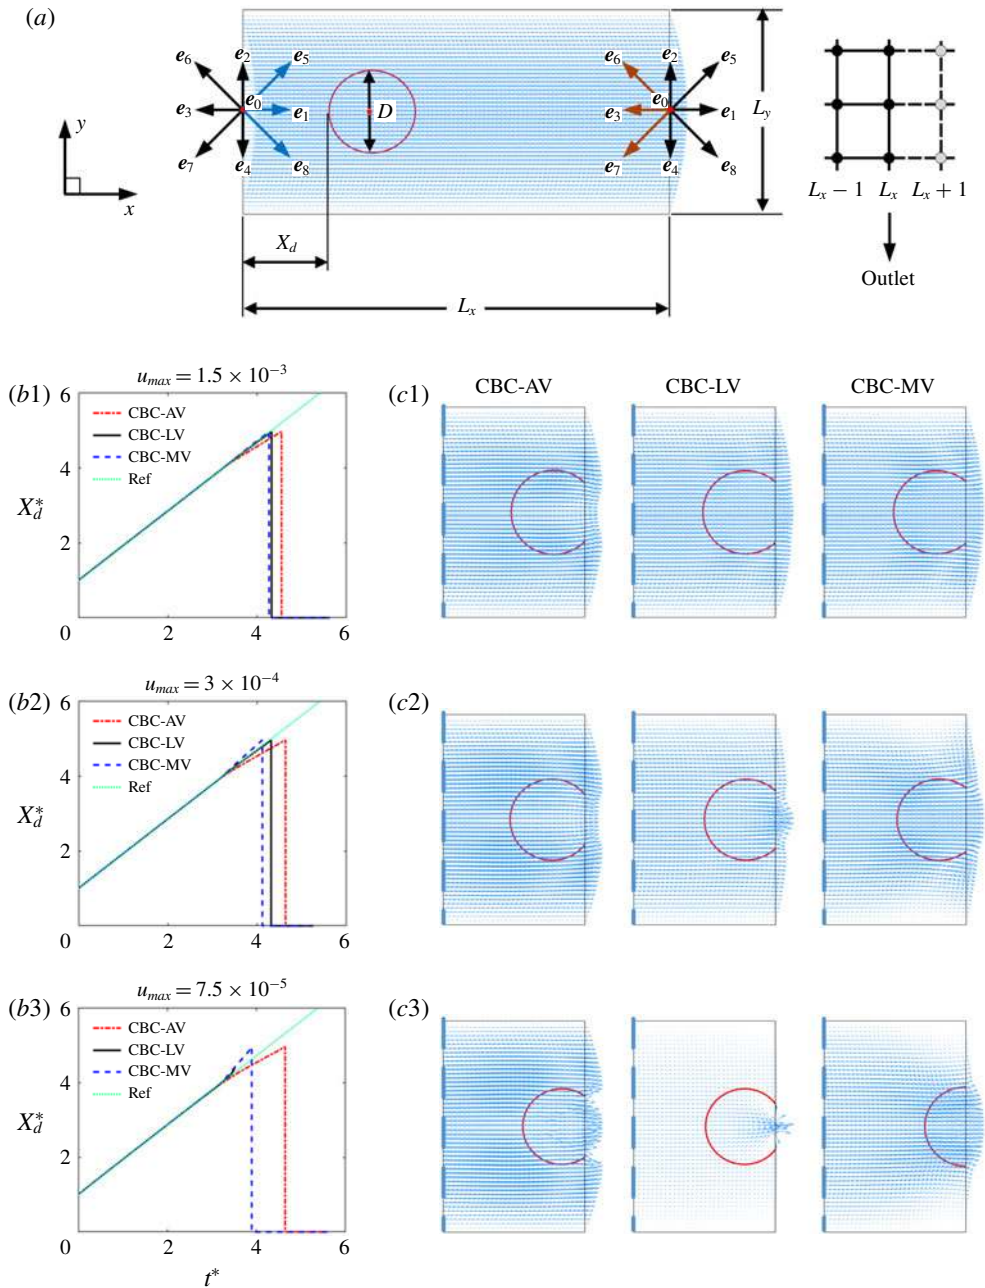 (a)
e6 e2 e5
e3 e0 e1
e7 e4 e8
D
e6 e2 e5
e3 e0 e1
e7 e4 e8
Ly
y
x
Xd
Lx
Lx − 1 Lx Lx + 1
Outlet
(b1) umax = 1.5 × 10−3
6
4
2
0 2 4 6
X*d
CBC-AV
CBC-LV
CBC-MV
Ref
(c1) CBC-AV CBC-LV CBC-MV
(b2) umax = 3 × 10−4
6
4
2
0 2 4 6
X*d
CBC-AV
CBC-LV
CBC-MV
Ref
(c2)
(b3) umax = 7.5 × 10−5
6
4
2
0 2 4 6
X*d
CBC-AV
CBC-LV
CBC-MV
Ref
t*
(c3)